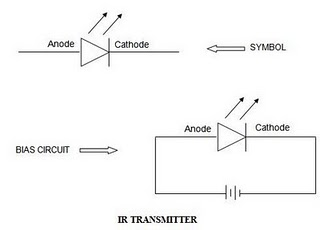 Anode Cathode SYMBOL
Anode Cathode
BIAS CIRCUIT
IR TRANSMITTER